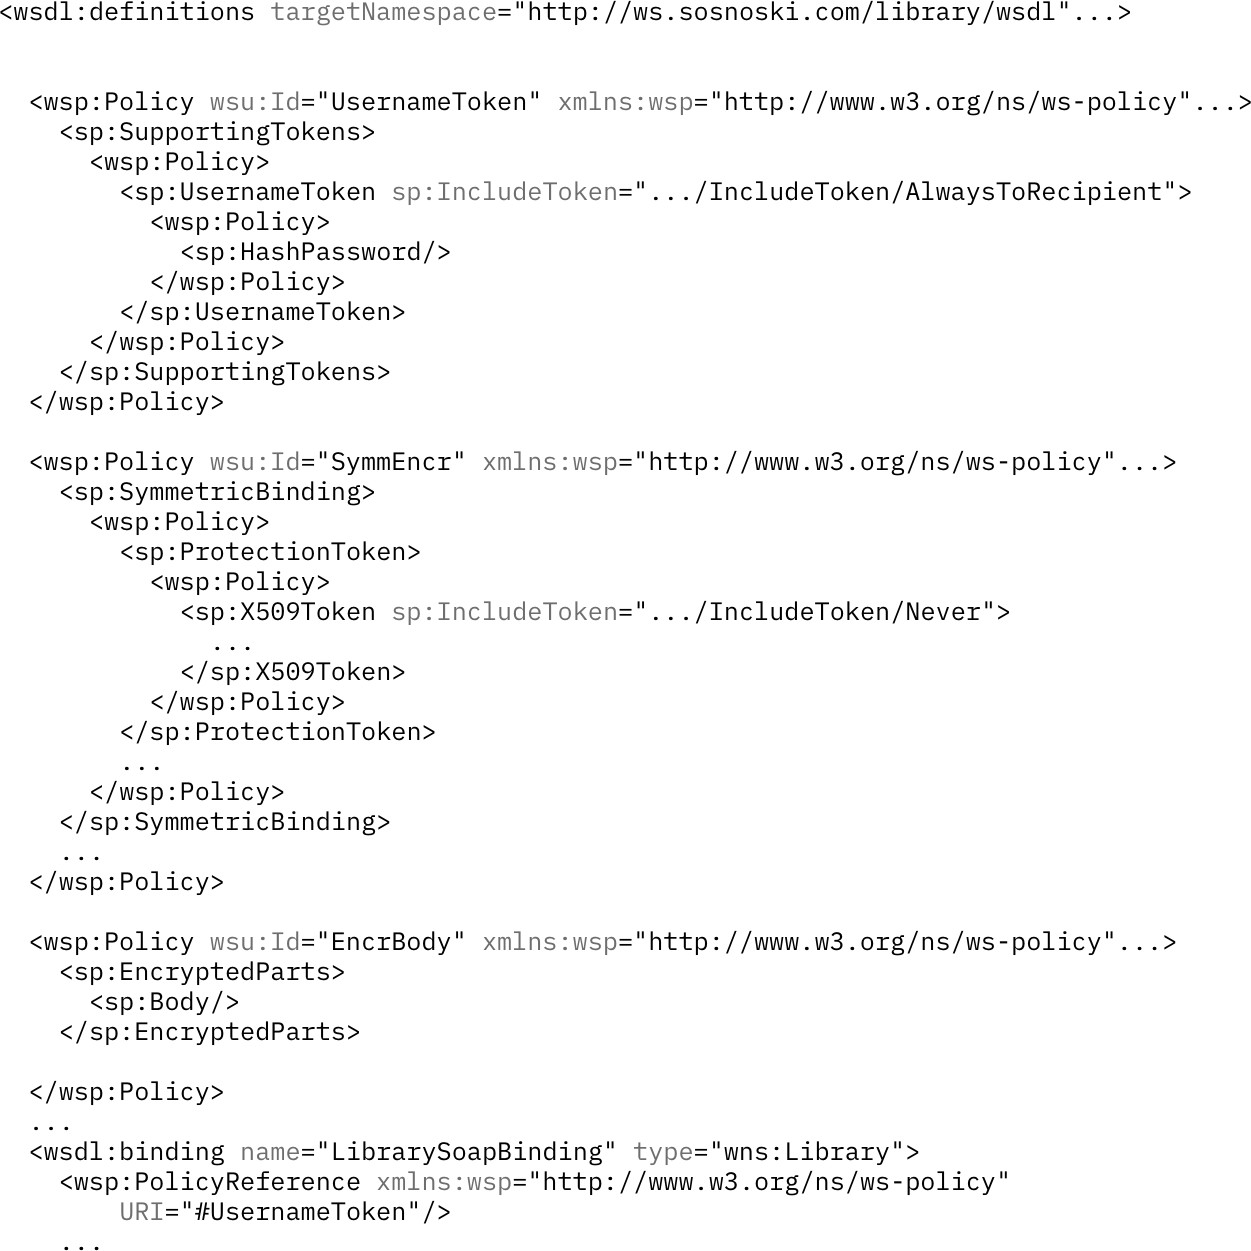 <wsdl:definitions targetNamespace="http://ws.sosnoski.com/library/wsdl"...>
<wsp:Policy wsu:Id="UsernameToken" xmlns:wsp="http://www.w3.org/ns/ws-policy"...>
<sp:SupportingTokens>
<wsp:Policy>
<sp:UsernameToken sp:IncludeToken=".../IncludeToken/AlwaysToRecipient">
<wsp:Policy>
<sp:HashPassword/>
</wsp:Policy>
</sp:UsernameToken>
</wsp:Policy>
</sp:SupportingTokens>
</wsp:Policy>
<wsp:Policy wsu:Id="SymmEncr" xmlns:wsp="http://www.w3.org/ns/ws-policy"...>
<sp:SymmetricBinding>
<wsp:Policy>
<sp:ProtectionToken>
<wsp:Policy>
<sp:X509Token sp:IncludeToken=".../IncludeToken/Never">
...
</sp:X509Token>
</wsp:Policy>
</sp:ProtectionToken>
...
</wsp:Policy>
</sp:SymmetricBinding>
...
</wsp:Policy>
<wsp:Policy wsu:Id="EncrBody" xmlns:wsp="http://www.w3.org/ns/ws-policy"...>
<sp:EncryptedParts>
<sp:Body/>
</sp:EncryptedParts>
</wsp:Policy>
...
<wsdl:binding name="LibrarySoapBinding" type="wns:Library">
<wsp:PolicyReference xmlns:wsp="http://www.w3.org/ns/ws-policy"
URI="#UsernameToken"/>
...